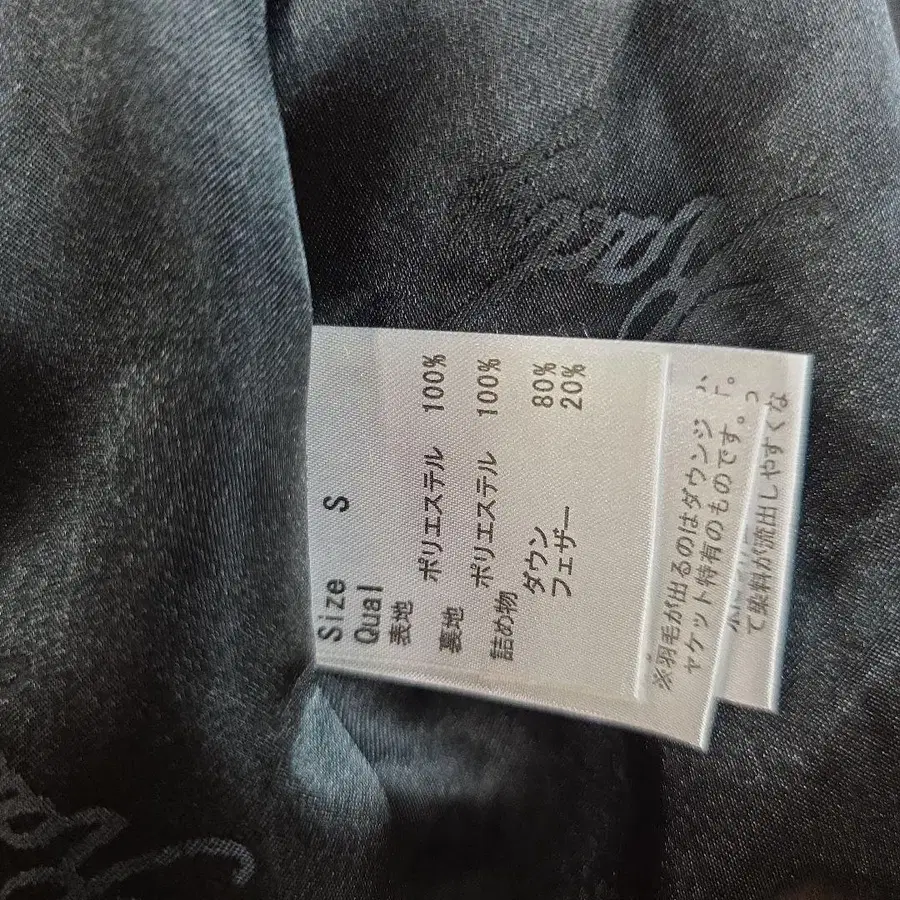 Size S
Qual
表地
ポリエステル 100%
裏地
ポリエステル 100%
詰め物
ダウン 80%
フェザー 20%
※羽毛が出るのはダウンジ
ャケット特有のものです。
て染料が流出しやすくな